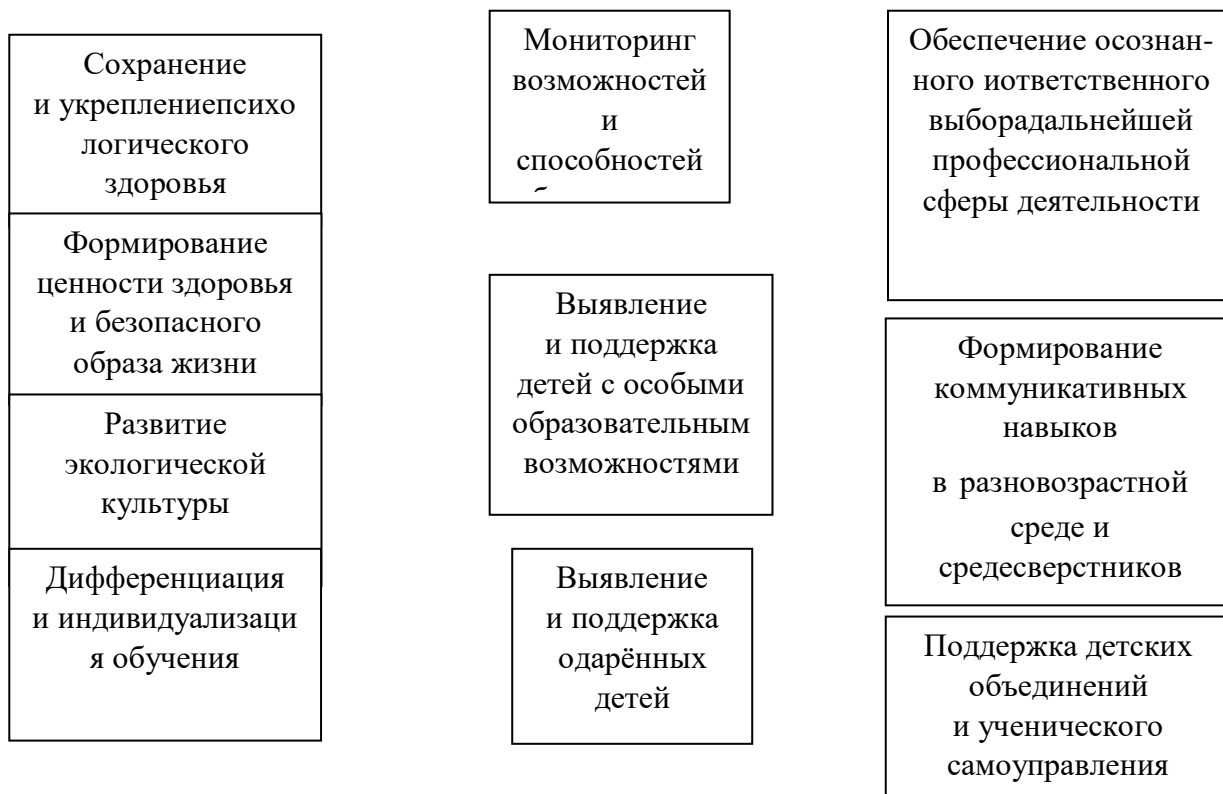 Сохранение
и укреплениепсихо
логического
здоровья
Формирование
ценности здоровья
и безопасного
образа жизни
Развитие
экологической
культуры
Дифференциация
и индивидуализаци
я обучения
Мониторинг
возможностей
и
способностей
Выявление
и поддержка
детей с особыми
образовательным
возможностями
Выявление
и поддержка
одарённых
детей
Обеспечение осознан-
ного иответственного
выборадальнейшей
профессиональной
сферы деятельности
Формирование
коммуникативных
навыков
в разновозрастной
среде и
средесверстников
Поддержка детских
объединений
и ученического
самоуправления